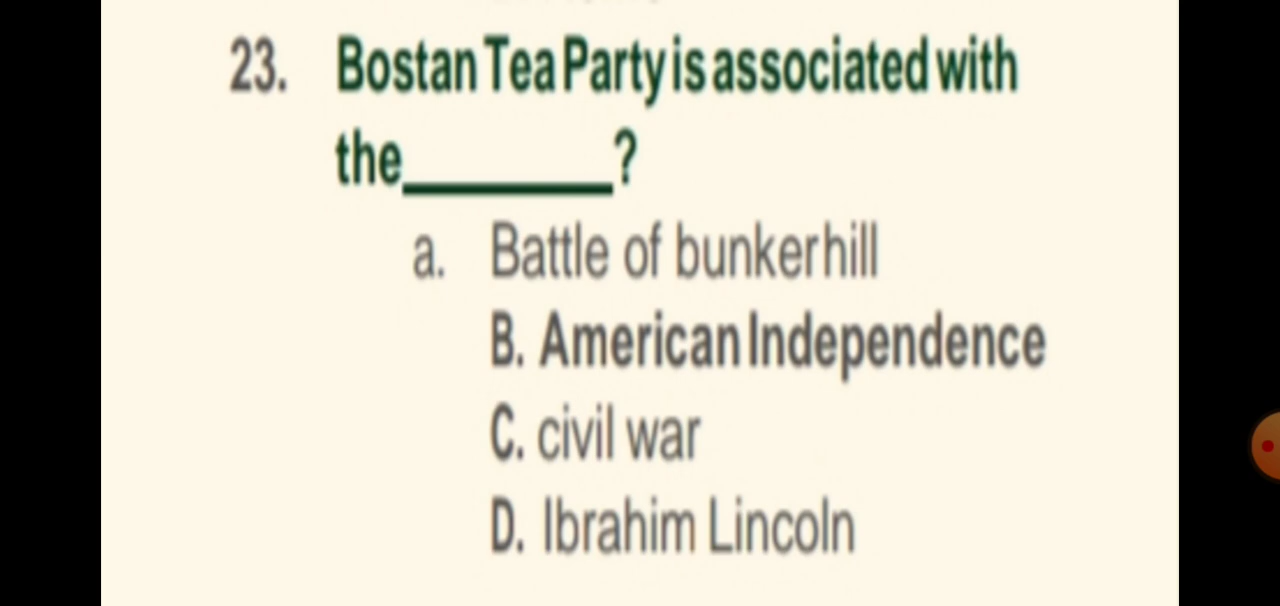 23. Bostan Tea Party is associated with
the________?
a. Battle of bunkerhill
B. American Independence
C. civil war
D. Ibrahim Lincoln